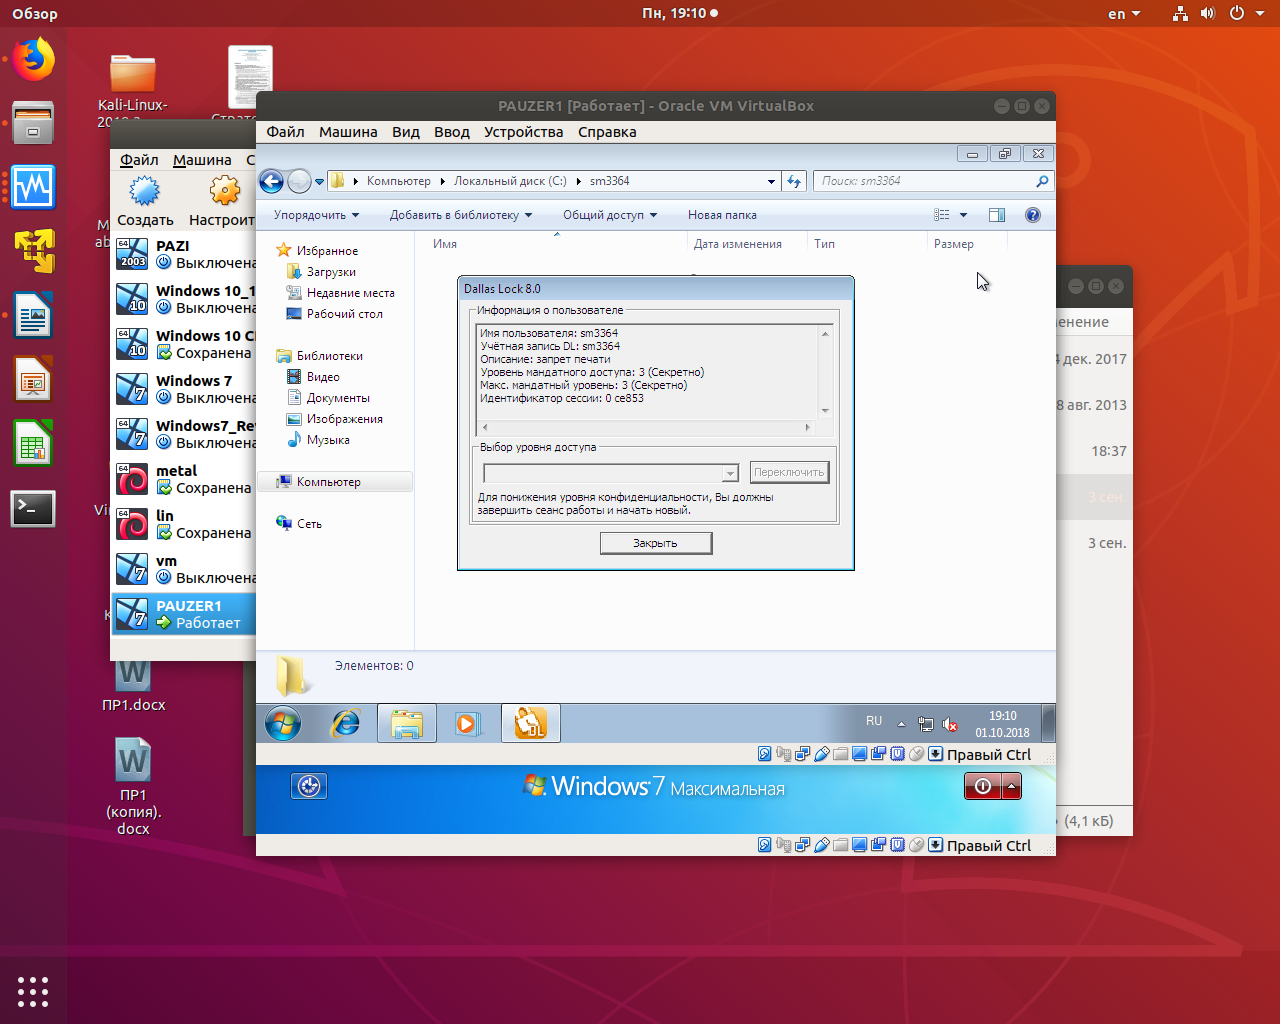 Обзор
Пн, 19:10
en
Kali-Linux-
PAUZER1 [Работает] - Oracle VM VirtualBox
Файл Машина Вид Ввод Устройства Справка
Файл Машина С
Создать Настроит
PAZI
Выключена
Windows 10_1
Выключена
Windows 10 C
Сохранена
Windows 7
Выключена
Windows7_Re
Выключена
metal
Сохранена
lin
Сохранена
vm
Выключена
PAUZER1
Работает
Компьютер Локальный диск (C:) sm3364
Поиск: sm3364
Упорядочить Добавить в библиотеку Общий доступ Новая папка
Избранное
Загрузки
Недавние места
Рабочий стол
Библиотеки
Видео
Документы
Изображения
Музыка
Компьютер
Сеть
Имя Дата изменения Тип Размер
Dallas Lock 8.0
Информация о пользователе
Имя пользователя: sm3364
Учётная запись DL: sm3364
Описание: запрет печати
Уровень мандатного доступа: 3 (Секретно)
Макс. мандатный уровень: 3 (Секретно)
Идентификатор сессии: 0 ce853
Выбор уровня доступа
Переключить
Для понижения уровня конфиденциальности, Вы должны
завершить сеанс работы и начать новый.
Закрыть
Элементов: 0
RU
19:10
01.10.2018
Правый Ctrl
Windows 7 Максимальная
Правый Ctrl
енение
4 дек. 2017
8 авг. 2013
18:37
3 сен.
3 сен.
(4,1 кБ)
ПР1.docx
ПР1
(копия).
docx